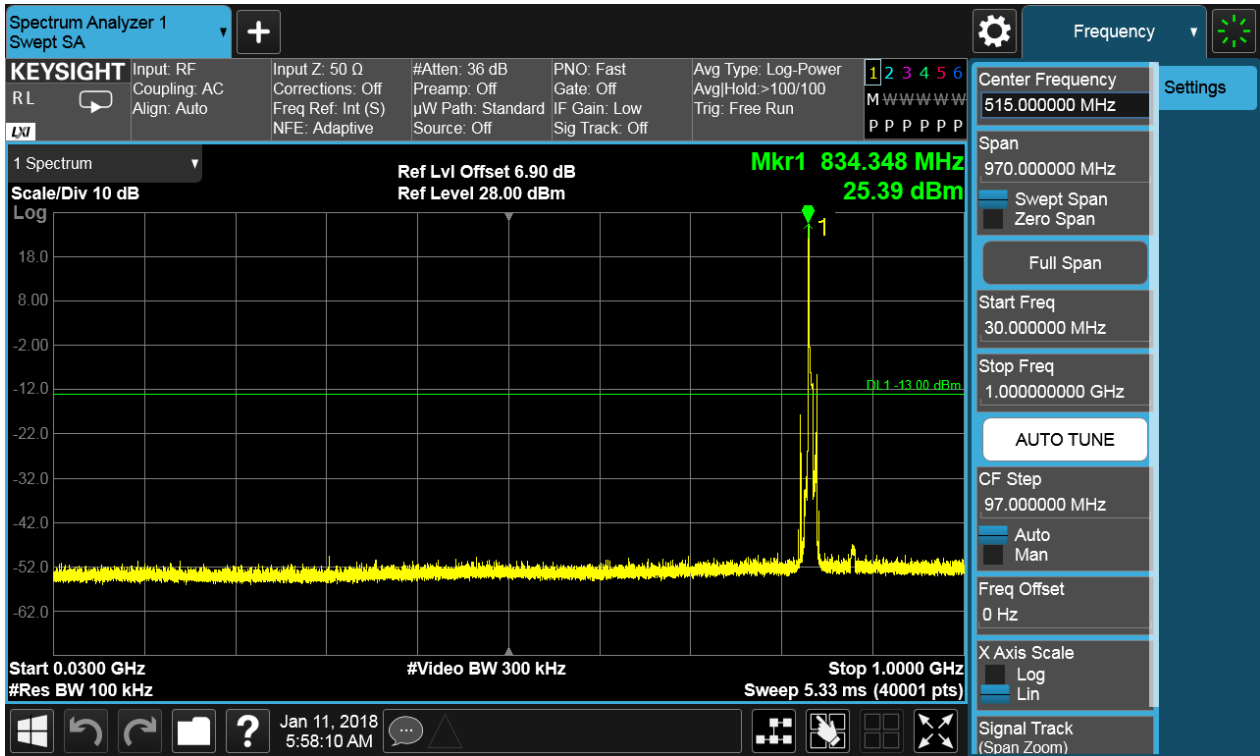 Spectrum Analyzer 1
Swept SA
+
Frequency
KEYSIGHT
R L
LXI
Input: RF
Coupling: AC
Align: Auto
Input Z: 50 Ω
Corrections: Off
Freq Ref: Int (S)
NFE: Adaptive
#Atten: 36 dB
Preamp: Off
µW Path: Standard
Source: Off
PNO: Fast
Gate: Off
IF Gain: Low
Sig Track: Off
Avg Type: Log-Power
Avg|Hold:>100/100
Trig: Free Run
1 2 3 4 5 6
M W W W W W
P P P P P P
1 Spectrum
Scale/Div 10 dB
Log
Ref Lvl Offset 6.90 dB
Ref Level 28.00 dBm
Mkr1 834.348 MHz
25.39 dBm
1
18.0
8.00
-2.00
-12.0
DL1 -13.00 dBm
-22.0
-32.0
-42.0
-52.0
-62.0
Start 0.0300 GHz
#Res BW 100 kHz
#Video BW 300 kHz
Stop 1.0000 GHz
Sweep 5.33 ms (40001 pts)
Center Frequency
515.000000 MHz
Span
970.000000 MHz
Swept Span
Zero Span
Full Span
Start Freq
30.000000 MHz
Stop Freq
1.000000000 GHz
AUTO TUNE
CF Step
97.000000 MHz
Auto
Man
Freq Offset
0 Hz
X Axis Scale
Log
Lin
Signal Track
(Span Zoom)
Settings
?
Jan 11, 2018
5:58:10 AM